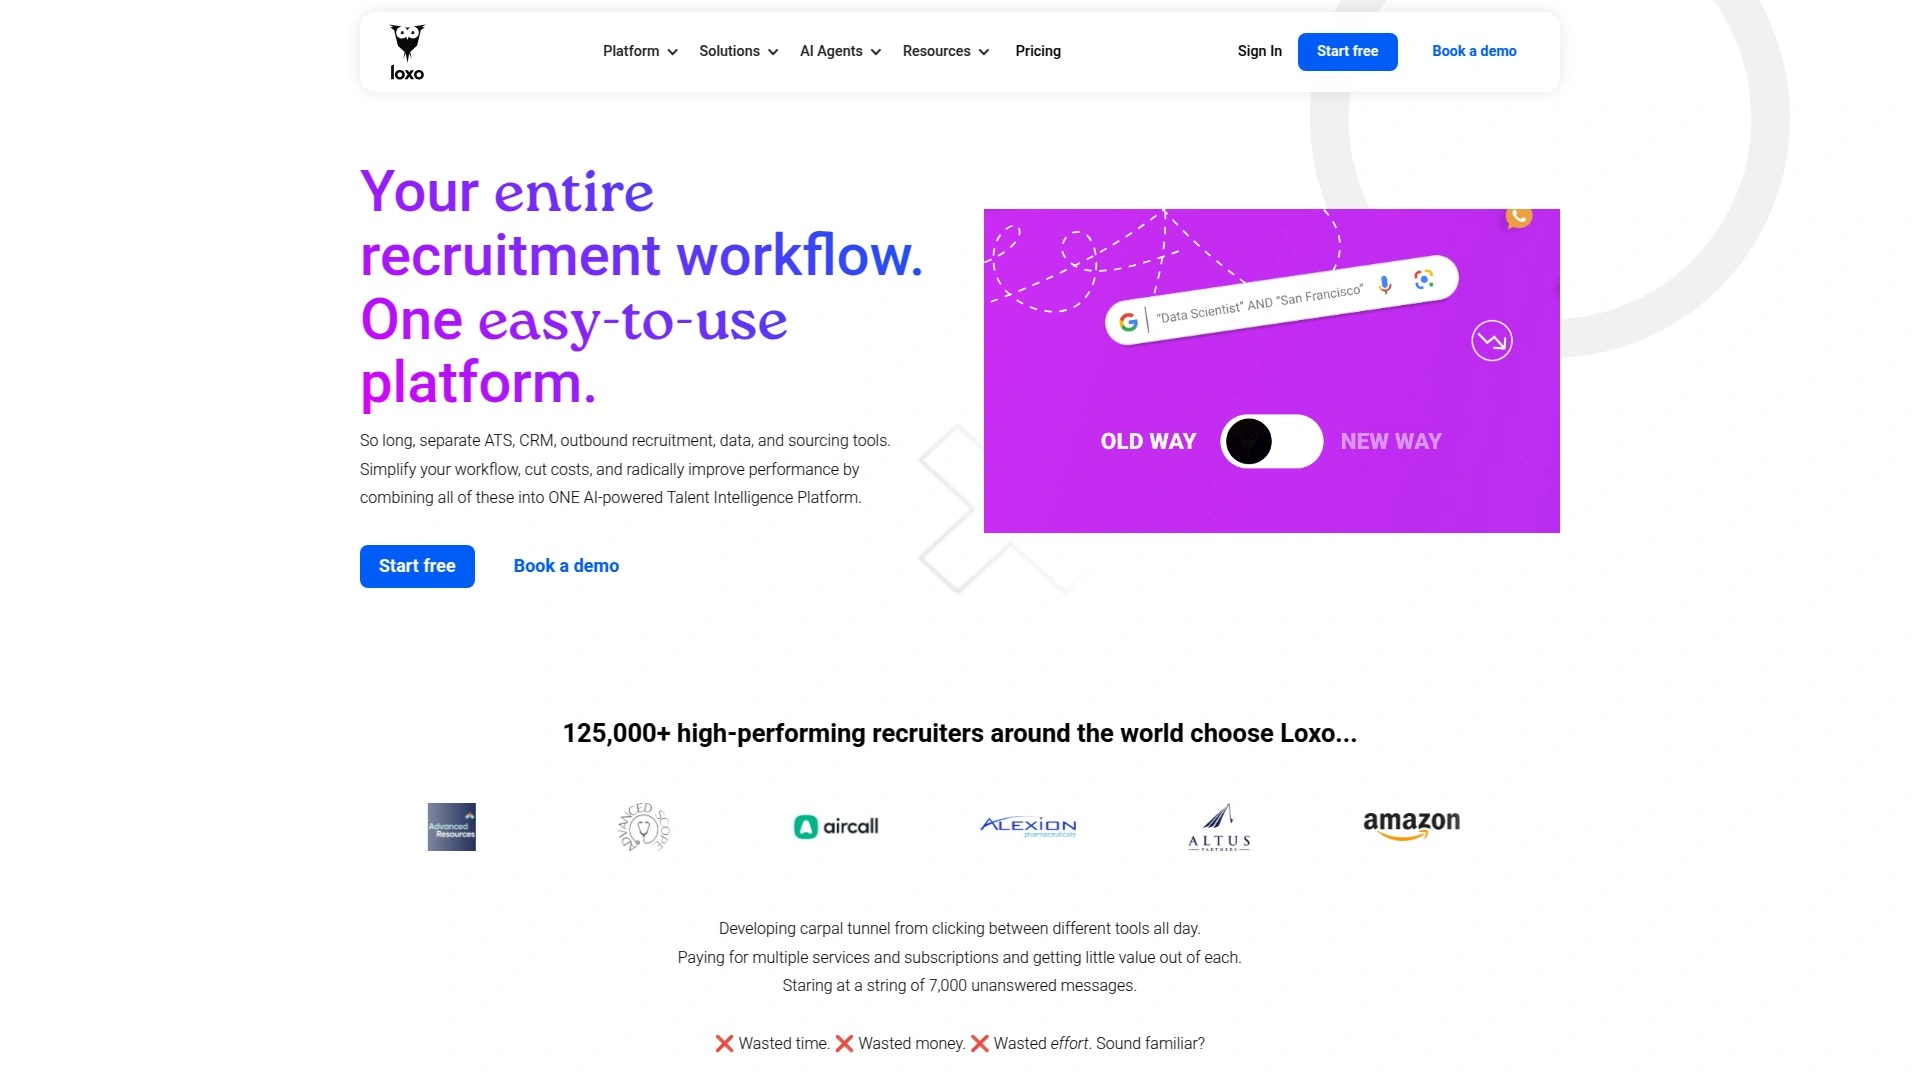 loxo
Platform
Solutions
AI Agents
Resources
Pricing
Sign In
Start free
Book a demo
Your entire
recruitment workflow.
One easy-to-use
platform.
So long, separate ATS, CRM, outbound recruitment, data, and sourcing tools.
Simplify your workflow, cut costs, and radically improve performance by
combining all of these into ONE AI-powered Talent Intelligence Platform.
Start free
Book a demo
"Data Scientist" AND "San Francisco"
OLD WAY
NEW WAY
125,000+ high-performing recruiters around the world choose Loxo...
Advanced
Resources
ADVANCED SCOPE
aircall
ALEXION
pharmaceuticals
ALTUS
PARTNERS
amazon
Developing carpal tunnel from clicking between different tools all day.
Paying for multiple services and subscriptions and getting little value out of each.
Staring at a string of 7,000 unanswered messages.
❌ Wasted time. ❌ Wasted money. ❌ Wasted effort. Sound familiar?